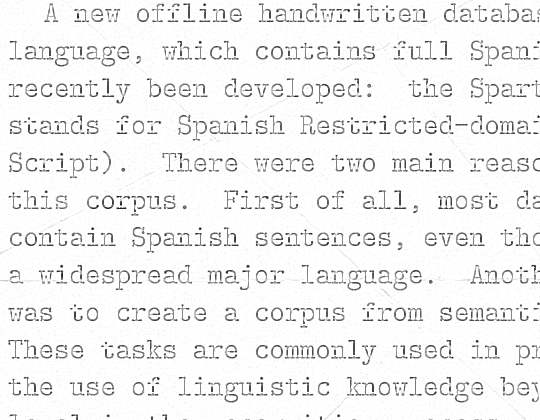 A new offline handwritten databas
language, which contains full Spani
recently been developed: the Spart
stands for Spanish Restricted-domai
Script). There were two main reaso
this corpus. First of all, most da
contain Spanish sentences, even tho
a widespread major language. Anoth
was to create a corpus from semanti
These tasks are commonly used in pr
the use of linguistic knowledge bey